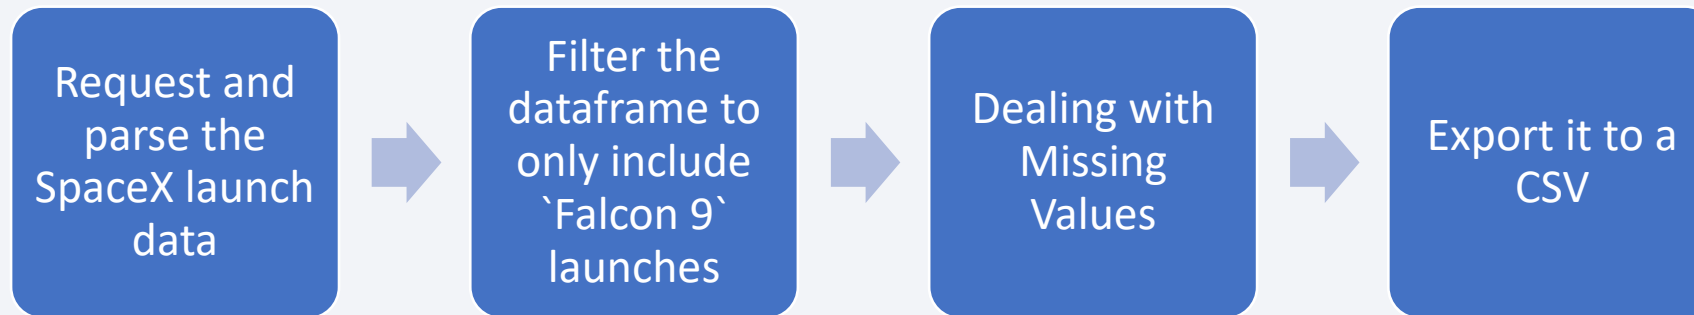 Request and
parse the
SpaceX launch
data
Filter the
dataframe to
only include
`Falcon 9`
launches
Dealing with
Missing
Values
Export it to a
CSV